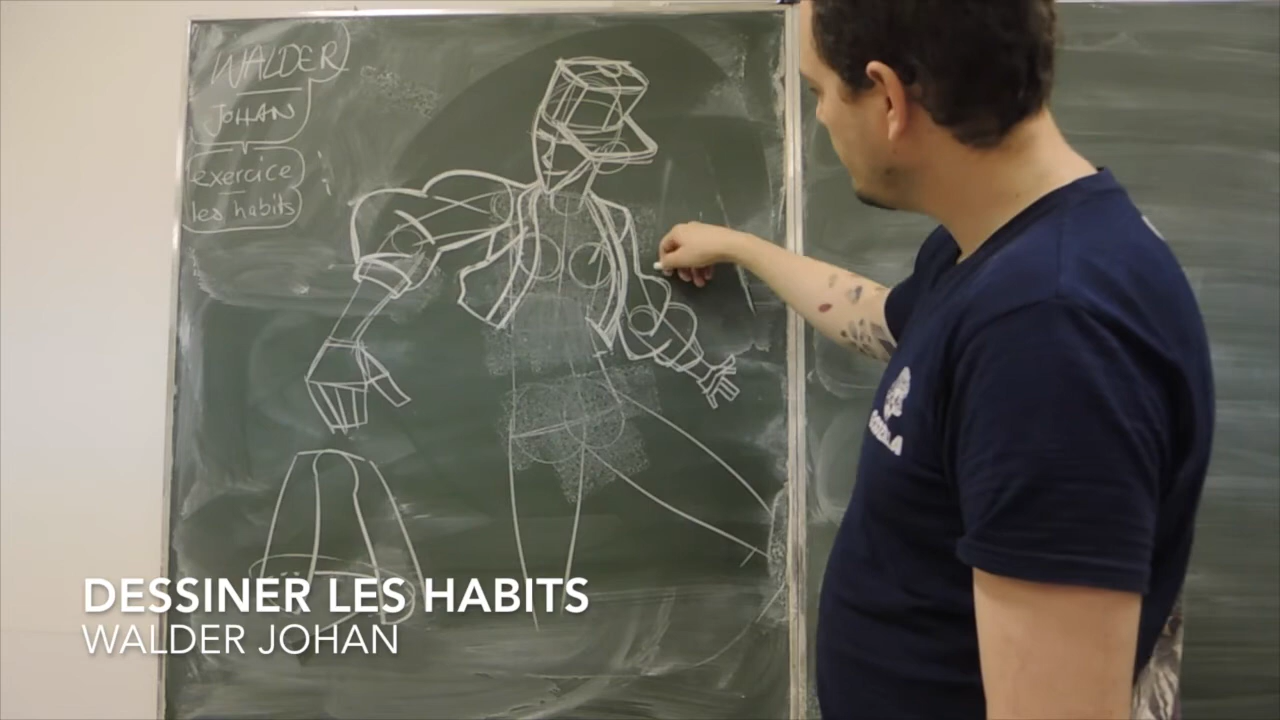 WALDER
JOHAN
exercice
les habits
DESSINER LES HABITS
WALDER JOHAN